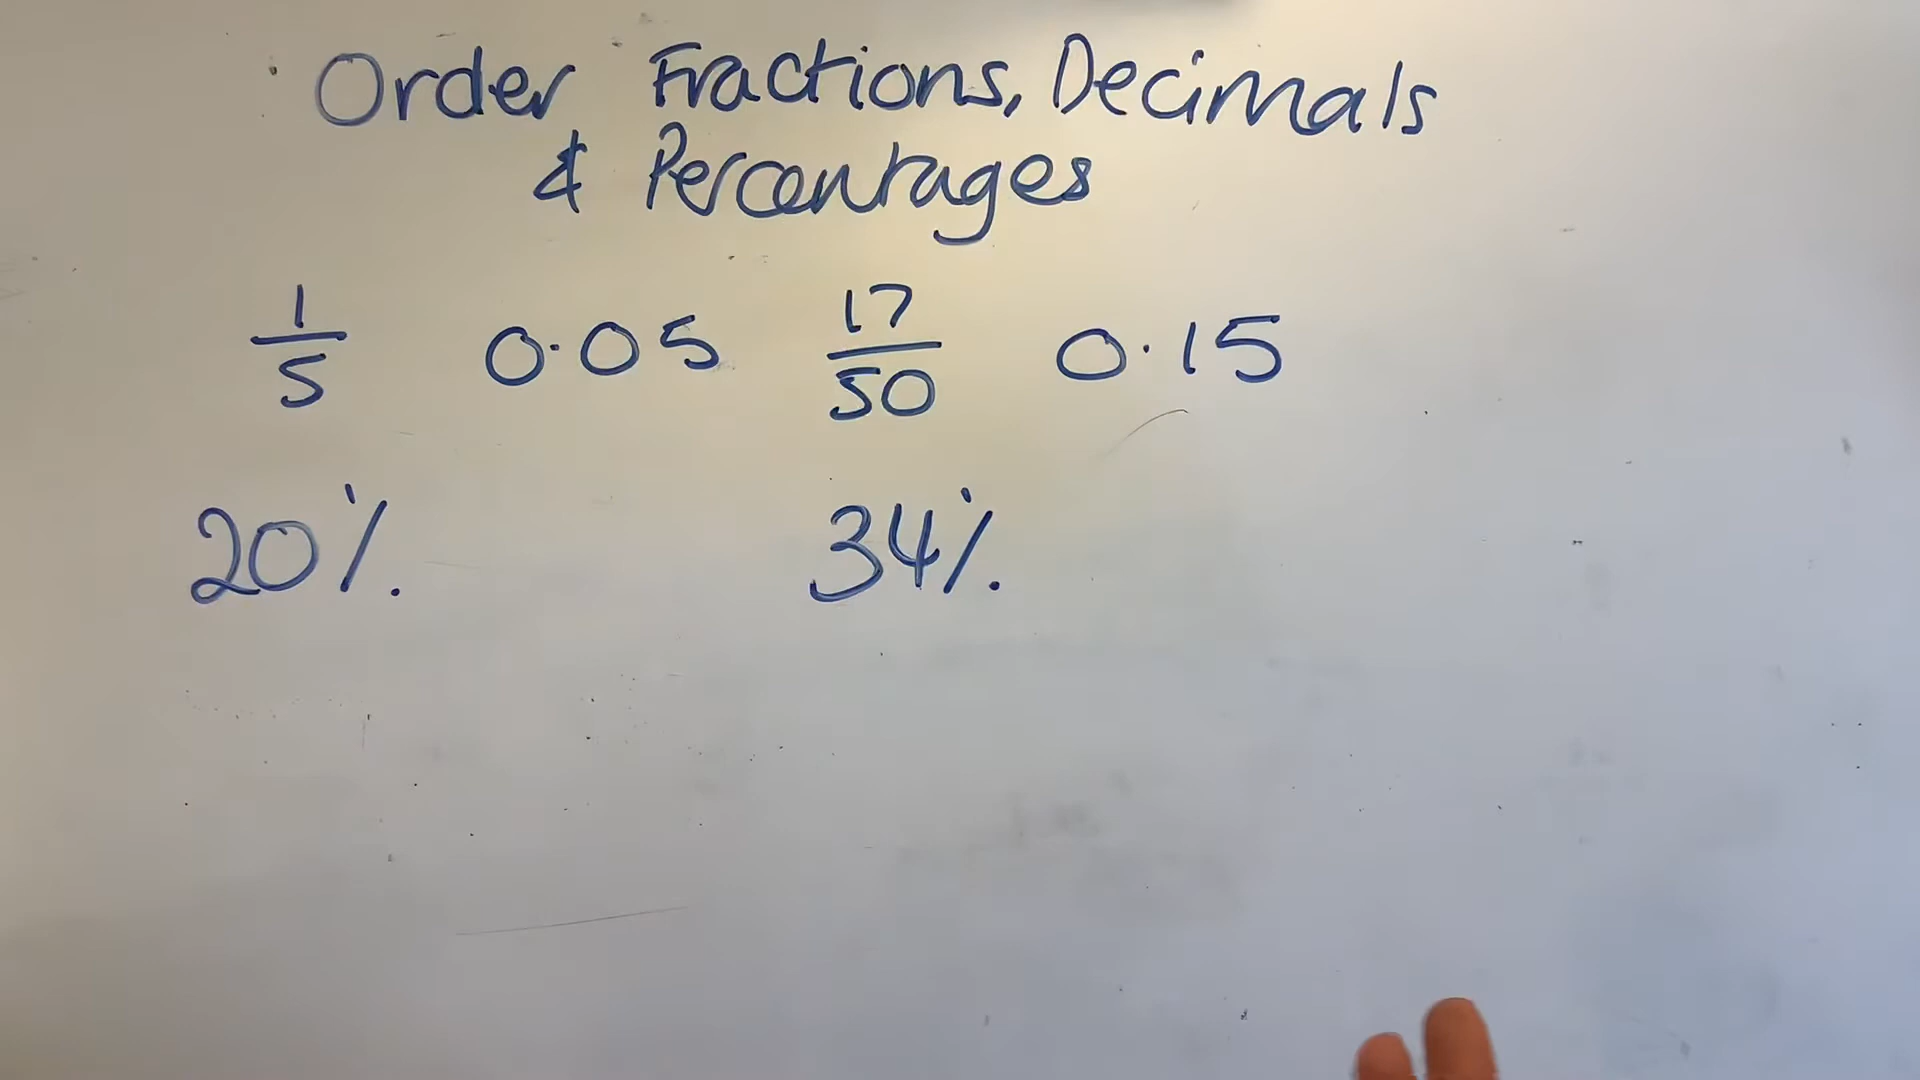 Order Fractions, Decimals
& Percentages
1/5 0.05 17/50 0.15
20% 34%